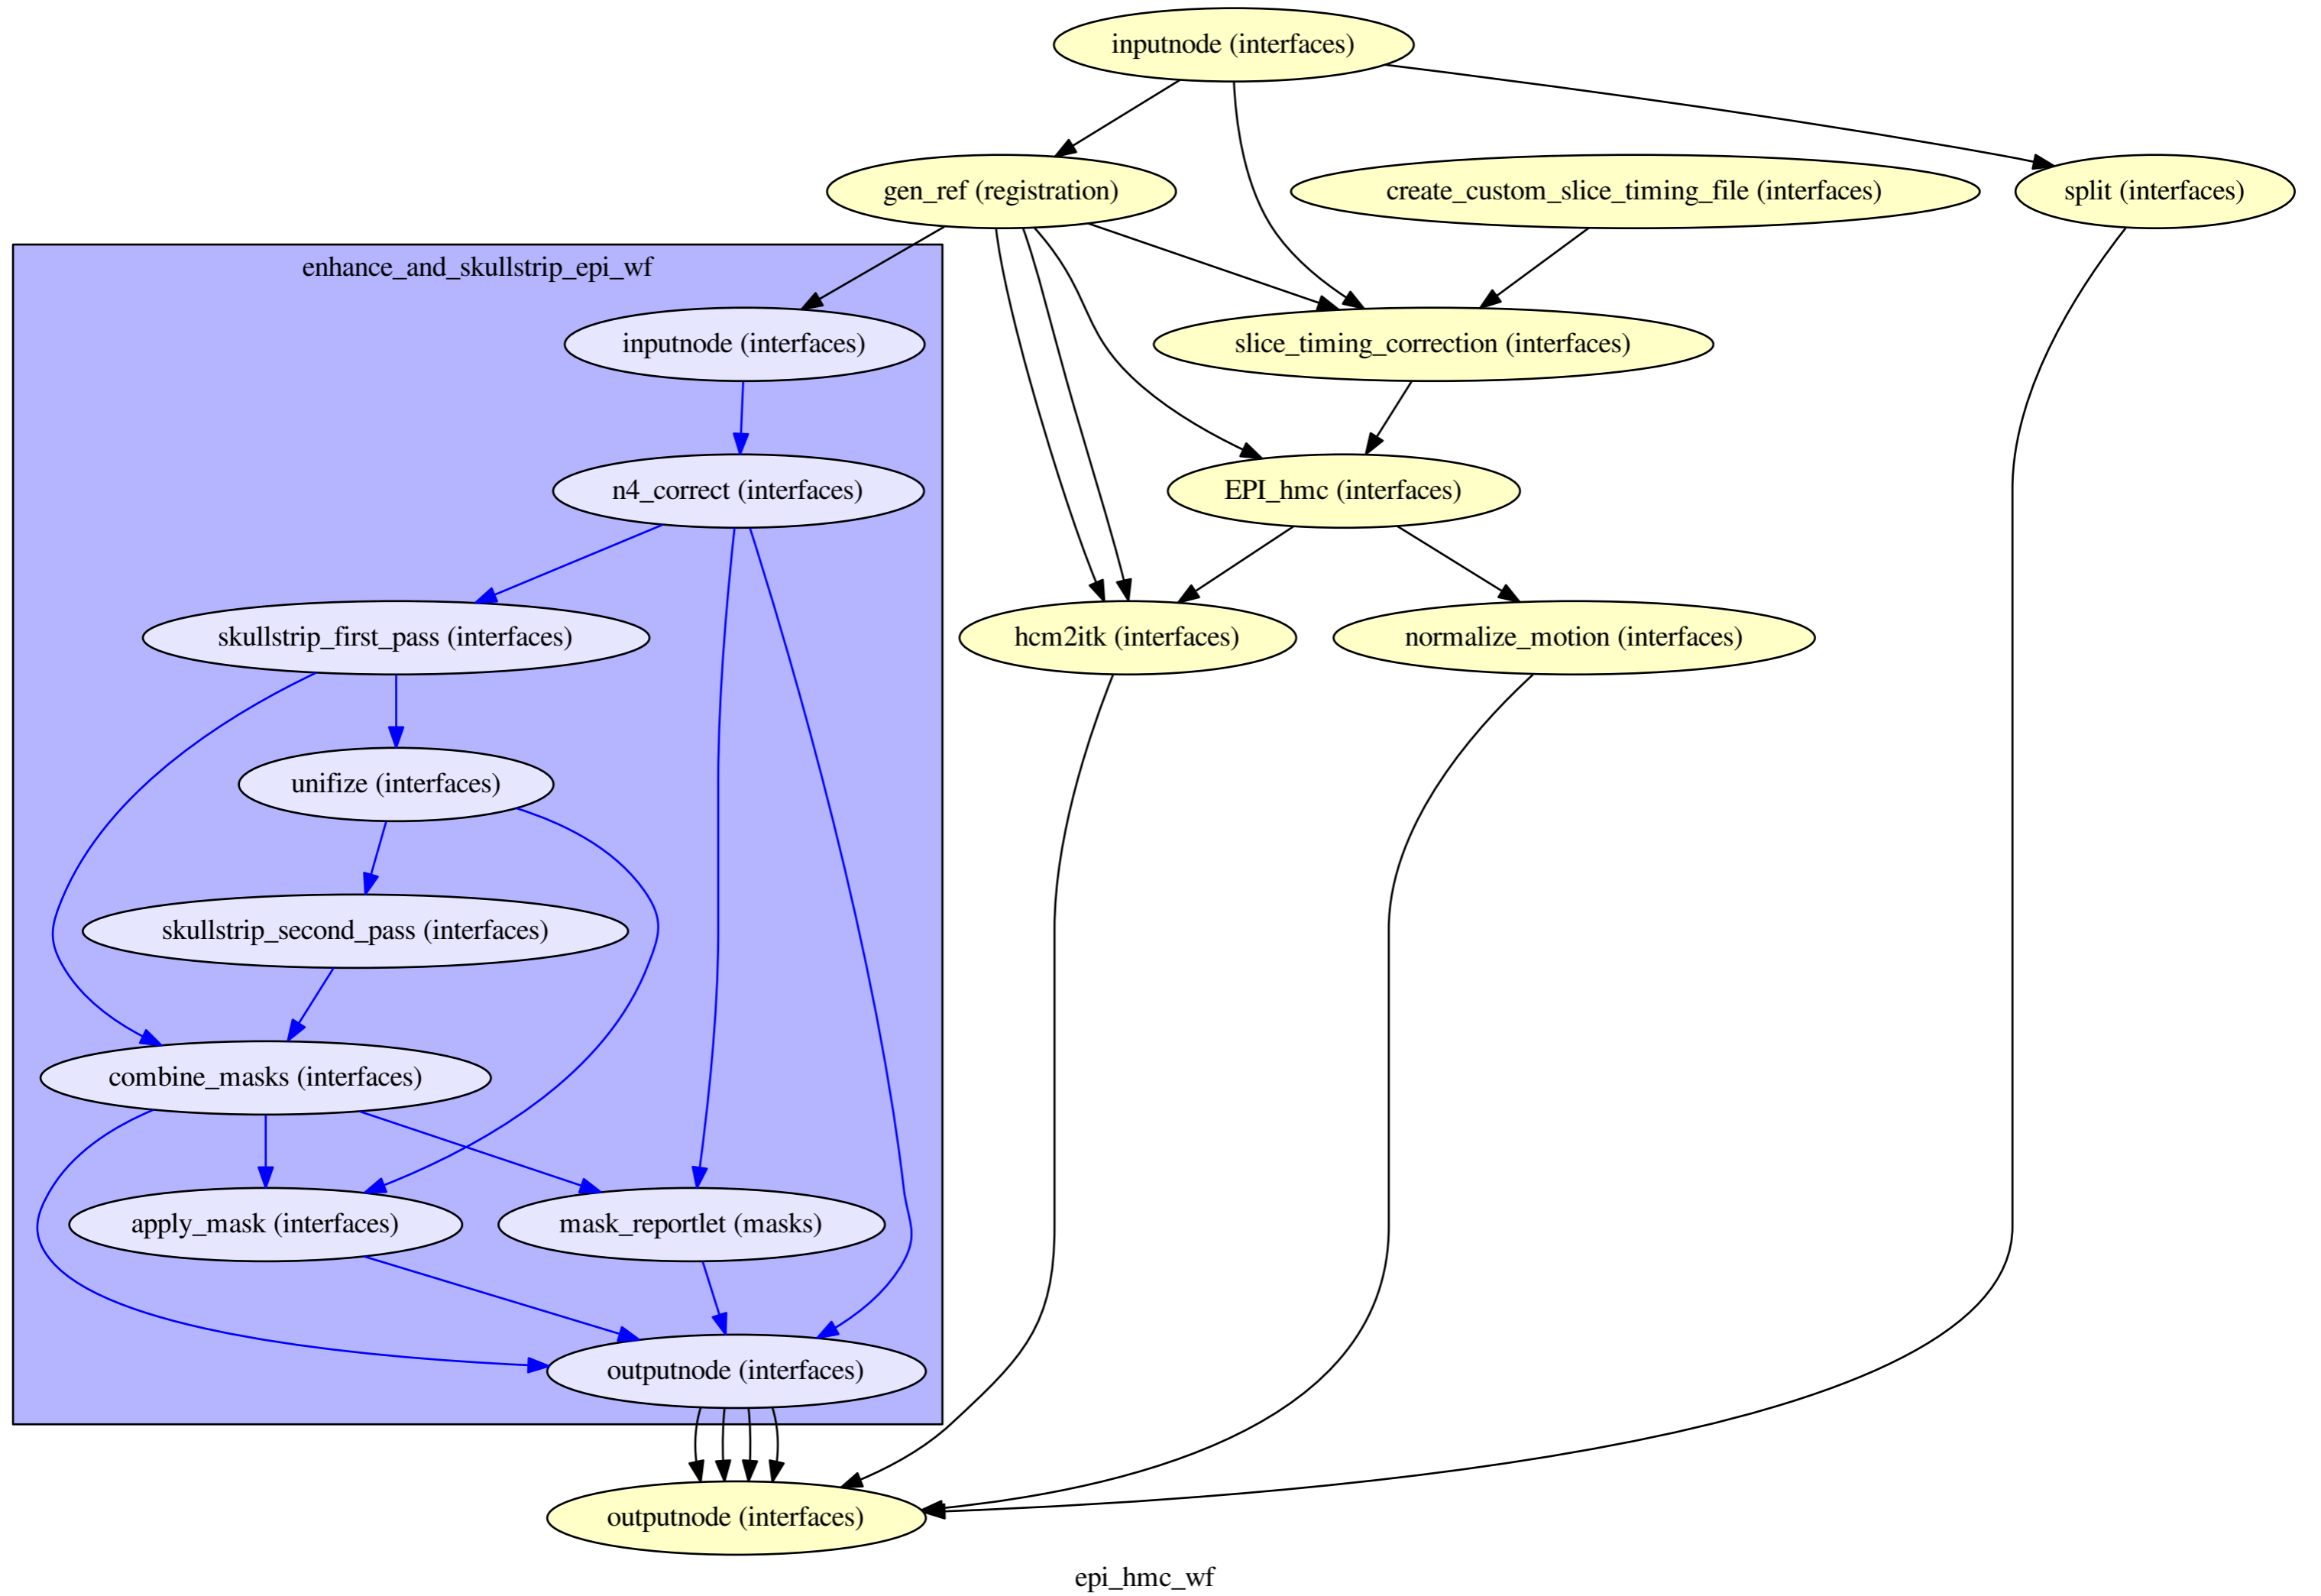 inputnode (interfaces)
gen_ref (registration)
create_custom_slice_timing_file (interfaces)
split (interfaces)
enhance_and_skullstrip_epi_wf
inputnode (interfaces)
slice_timing_correction (interfaces)
n4_correct (interfaces)
EPI_hmc (interfaces)
skullstrip_first_pass (interfaces)
hcm2itk (interfaces)
normalize_motion (interfaces)
unifize (interfaces)
skullstrip_second_pass (interfaces)
combine_masks (interfaces)
apply_mask (interfaces)
mask_reportlet (masks)
outputnode (interfaces)
outputnode (interfaces)
epi_hmc_wf